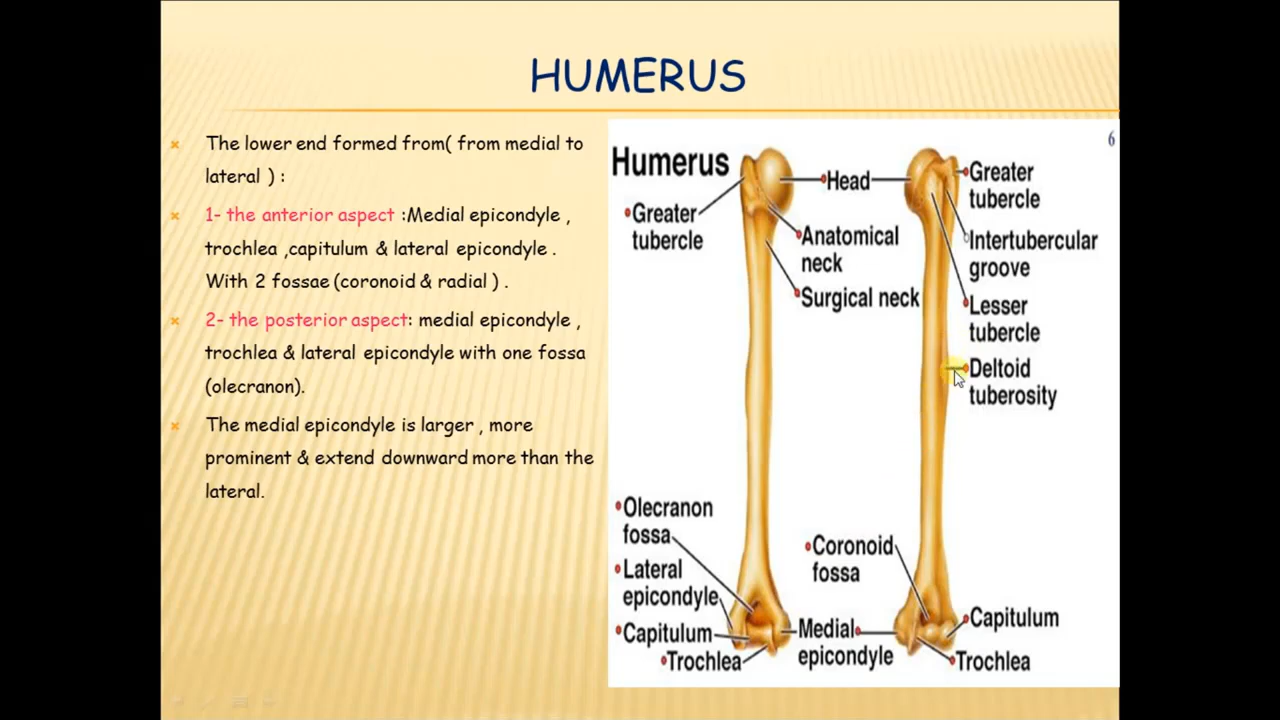 HUMERUS
The lower end formed from( from medial to
lateral ) :
1- the anterior aspect :Medial epicondyle ,
trochlea ,capitulum & lateral epicondyle .
With 2 fossae (coronoid & radial ) .
2- the posterior aspect: medial epicondyle ,
trochlea & lateral epicondyle with one fossa
(olecranon).
The medial epicondyle is larger , more
prominent & extend downward more than the
lateral.
6
Humerus
Head
Greater
tubercle
Greater
tubercle
Anatomical
neck
Intertubercular
groove
Surgical neck
Lesser
tubercle
Deltoid
tuberosity
Olecranon
fossa
Coronoid
fossa
Lateral
epicondyle
Capitulum
Capitulum
Medial
epicondyle
Trochlea
Trochlea